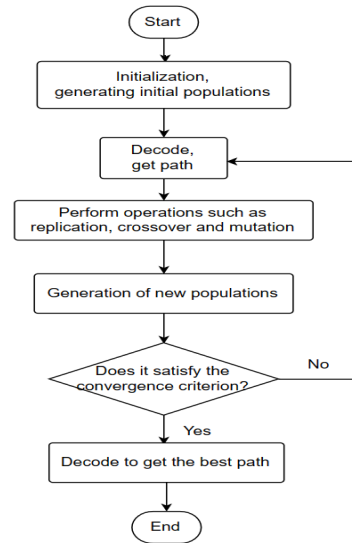 Start
Initialization,
generating initial populations
Decode,
get path
Perform operations such as
replication, crossover and mutation
Generation of new populations
Does it satisfy the
convergence criterion?
No
Yes
Decode to get the best path
End